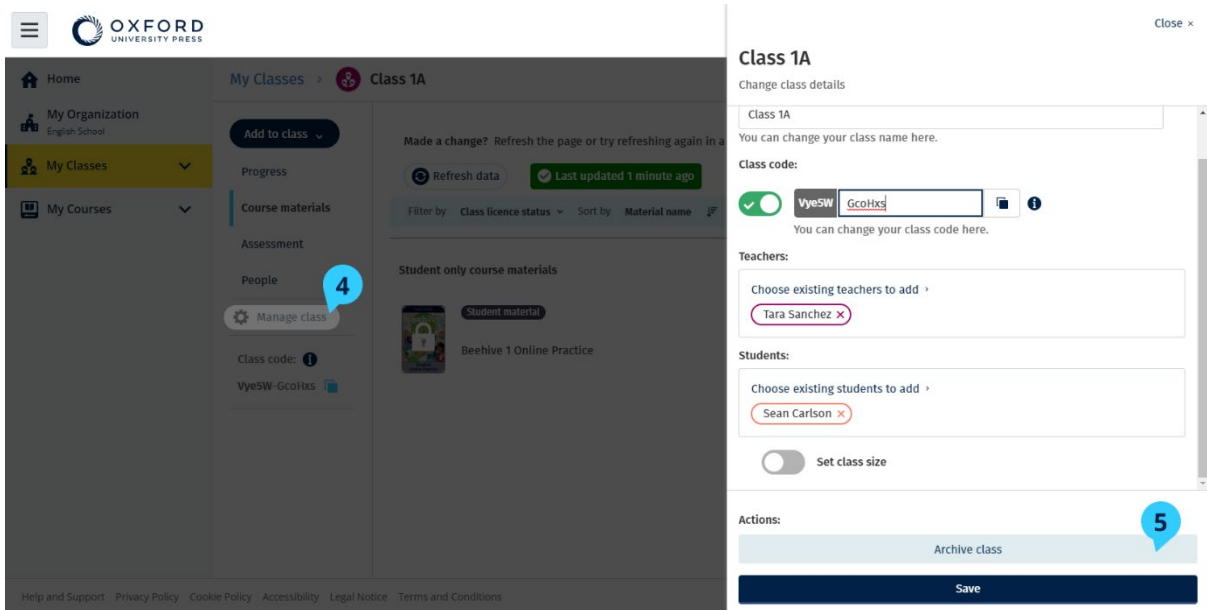 OXFORD
UNIVERSITY PRESS
Home
My Organization
English School
My Classes
My Courses
My Classes > Class 1A
Add to class
Progress
Course materials
Assessment
People
4
Manage class
Class code:
Vye5W-GcoHxs
Made a change? Refresh the page or try refreshing again in a
Refresh data
Last updated 1 minute ago
Filter by Class licence status Sort by Material name
Student only course materials
Student material
Beehive 1 Online Practice
Help and Support Privacy Policy Cookie Policy Accessibility Legal Notice Terms and Conditions
Close ×
Class 1A
Change class details
Class 1A
You can change your class name here.
Class code:
Vye5W GcoHxs
You can change your class code here.
Teachers:
Choose existing teachers to add ›
Tara Sanchez ×
Students:
Choose existing students to add ›
Sean Carlson ×
Set class size
Actions:
5
Archive class
Save